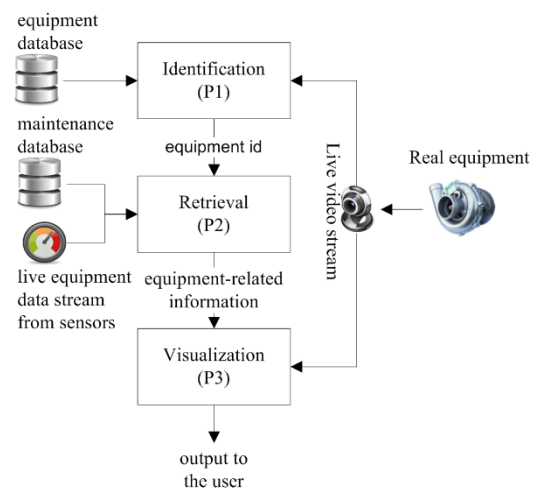 equipment
database
Identification
(P1)
equipment id
maintenance
database
Retrieval
(P2)
live equipment
data stream
from sensors
equipment-related
information
Visualization
(P3)
output to
the user
Live video stream
Real equipment